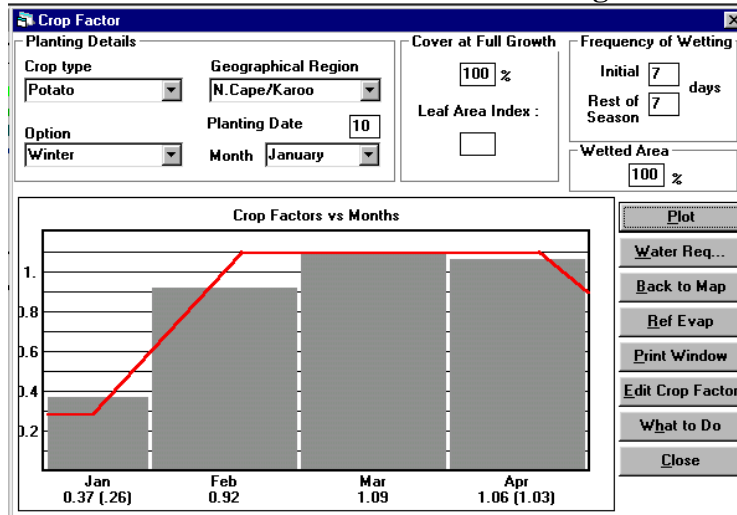 Crop Factor
Planting Details
Crop type
Potato
Geographical Region
N.Cape/Karoo
Option
Winter
Planting Date 10
Month January
Cover at Full Growth
100 %
Leaf Area Index :
Frequency of Wetting
Initial 7
days
Rest of Season 7
Wetted Area
100 %
Crop Factors vs Months
1.
0.8
0.6
0.4
0.2
Jan Feb Mar Apr
0.37 (.26) 0.92 1.09 1.06 (1.03)
Plot
Water Req...
Back to Map
Ref Evap
Print Window
Edit Crop Factor
What to Do
Close